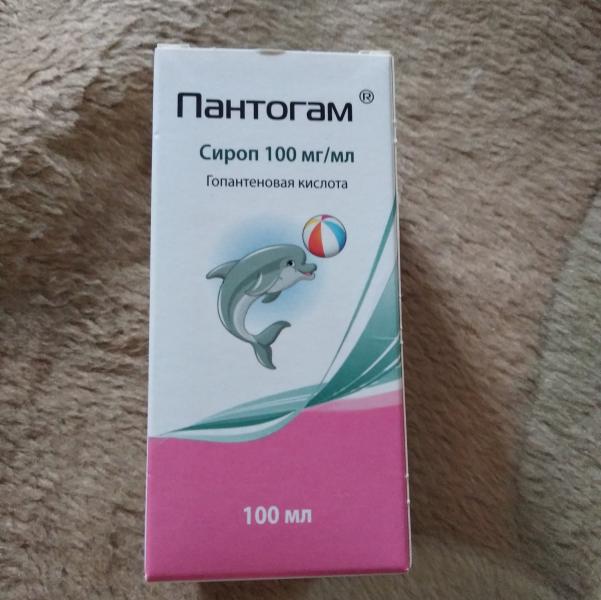 Пантогам ®
Сироп 100 мг/мл
Гопантеновая кислота
100 мл